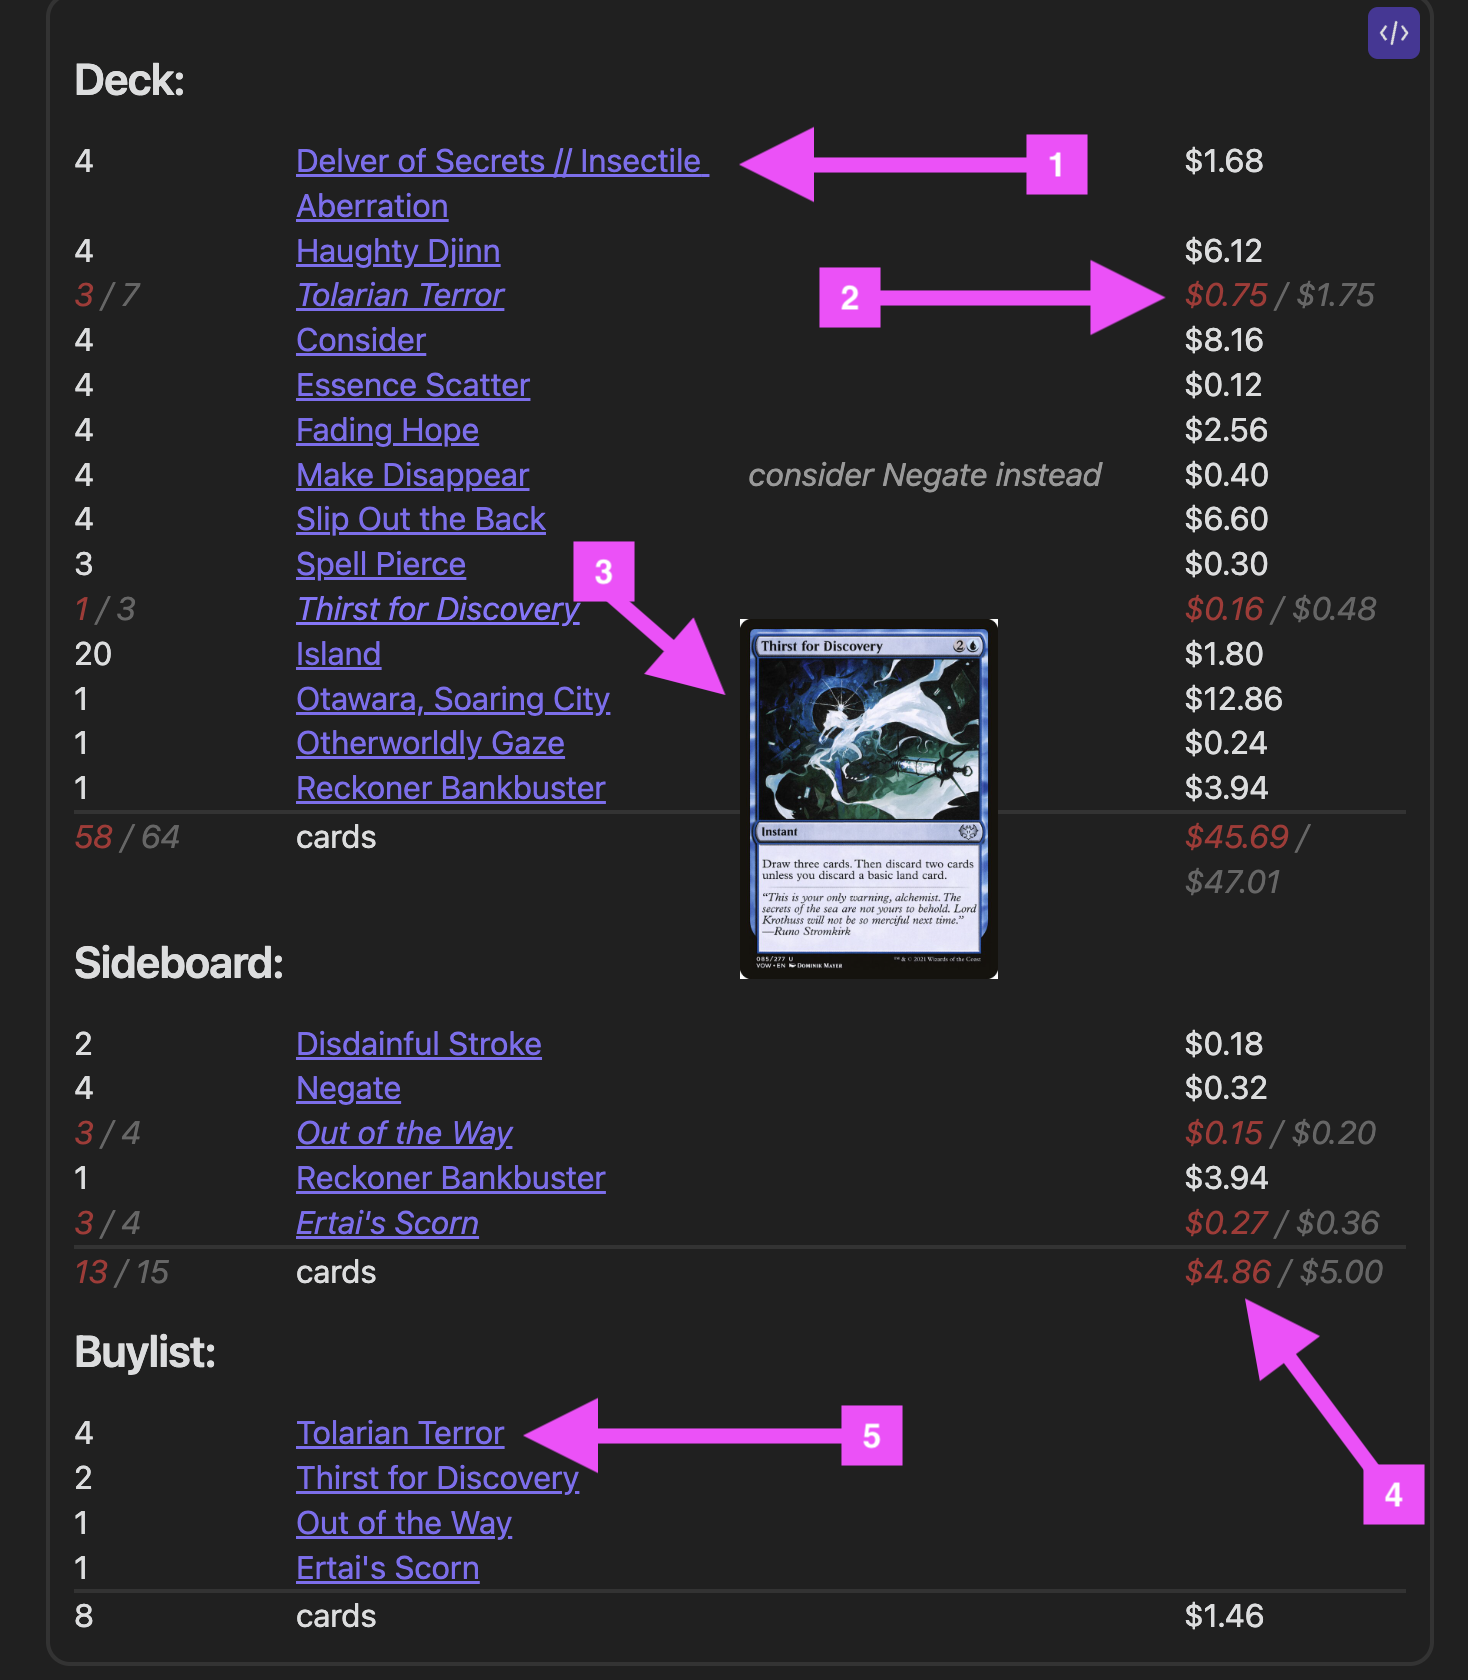 </>
Deck:
4 Delver of Secrets // Insectile 1 $1.68
Aberration
4 Haughty Djinn $6.12
3 / 7 Tolarian Terror 2 $0.75 / $1.75
4 Consider $8.16
4 Essence Scatter $0.12
4 Fading Hope $2.56
4 Make Disappear consider Negate instead $0.40
4 Slip Out the Back $6.60
3 Spell Pierce 3 $0.30
1 / 3 Thirst for Discovery $0.16 / $0.48
20 Island $1.80
1 Otawara, Soaring City $12.86
1 Otherworldly Gaze $0.24
1 Reckoner Bankbuster $3.94
58 / 64 cards $45.69 /
$47.01
Thirst for Discovery 2
Instant
Draw three cards. Then discard two cards
unless you discard a basic land card.
"This is your only warning, alchemist. The
secrets of the sea are not yours to behold. Lord
Krothuss will not be so merciful next time."
—Runo Stromkirk
085/277 U
VOW • EN DOMINIK MAYER ™ & © 2021 Wizards of the Coast
Sideboard:
2 Disdainful Stroke $0.18
4 Negate $0.32
3 / 4 Out of the Way $0.15 / $0.20
1 Reckoner Bankbuster $3.94
3 / 4 Ertai's Scorn $0.27 / $0.36
13 / 15 cards $4.86 / $5.00
Buylist:
4 Tolarian Terror 5
2 Thirst for Discovery 4
1 Out of the Way
1 Ertai's Scorn
8 cards $1.46